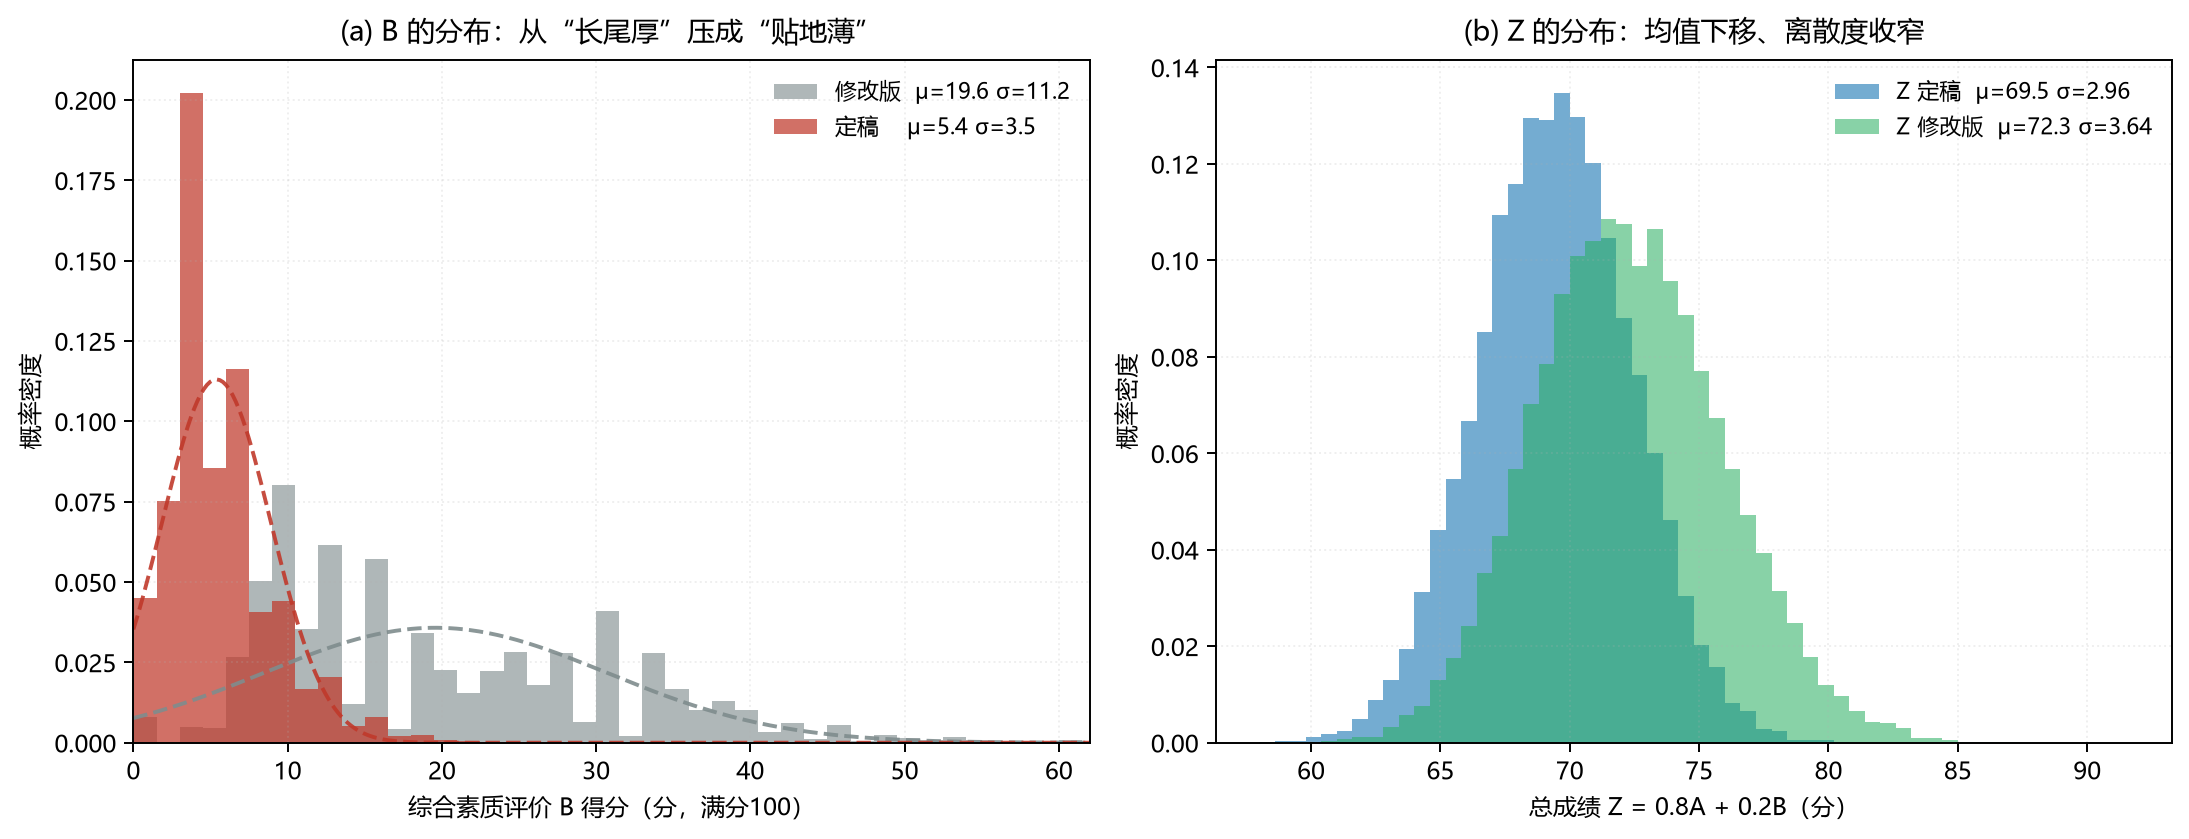 (a) B 的分布：从“长尾厚”压成“贴地薄”
修改版 μ=19.6 σ=11.2
定稿 μ=5.4 σ=3.5
概率密度
0.200
0.175
0.150
0.125
0.100
0.075
0.050
0.025
0.000
0 10 20 30 40 50 60
综合素质评价 B 得分（分，满分100）
(b) Z 的分布：均值下移、离散度收窄
Z 定稿 μ=69.5 σ=2.96
Z 修改版 μ=72.3 σ=3.64
概率密度
0.14
0.12
0.10
0.08
0.06
0.04
0.02
0.00
60 65 70 75 80 85 90
总成绩 Z = 0.8A + 0.2B（分）